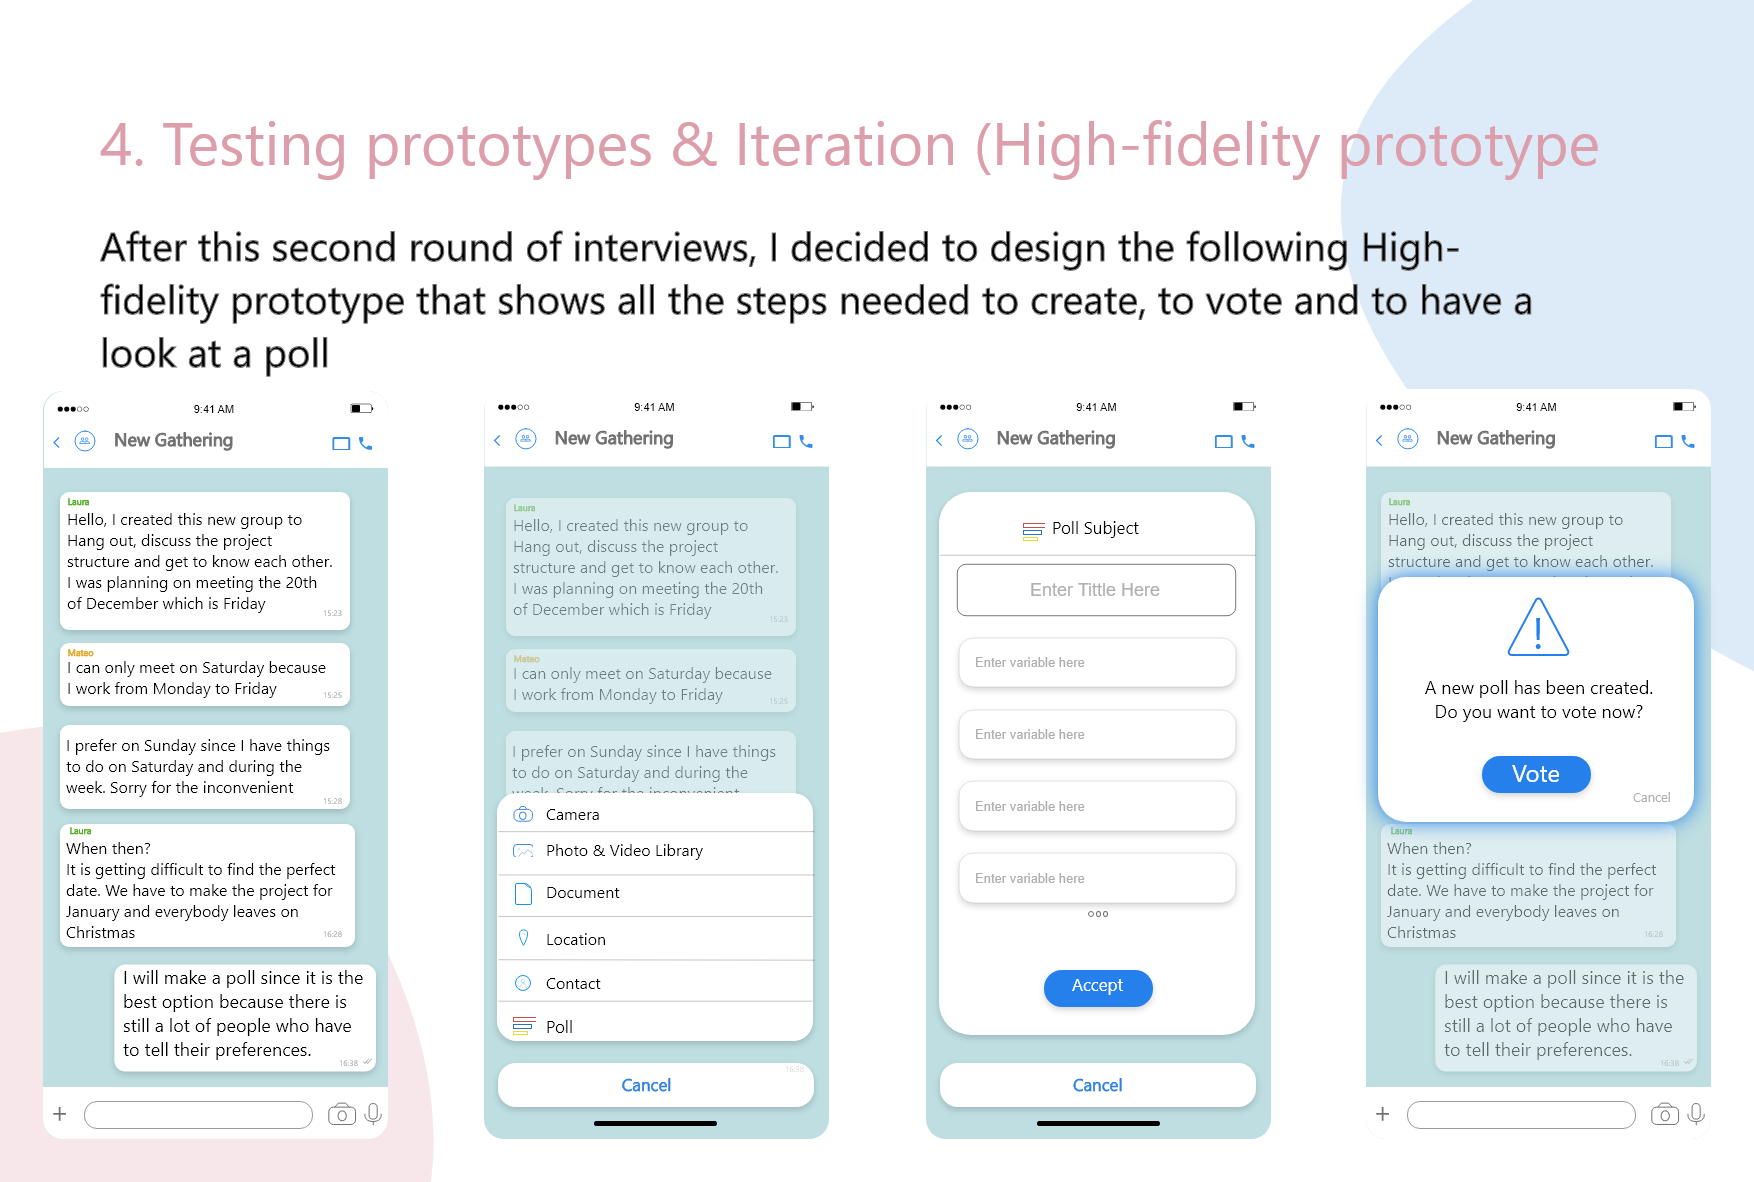 4. Testing prototypes & Iteration (High-fidelity prototype
After this second round of interviews, I decided to design the following High-
fidelity prototype that shows all the steps needed to create, to vote and to have a
look at a poll
9:41 AM
New Gathering
Laura
Hello, I created this new group to
Hang out, discuss the project
structure and get to know each other.
I was planning on meeting the 20th
of December which is Friday
15:23
Mateo
I can only meet on Saturday because
I work from Monday to Friday
15:25
I prefer on Sunday since I have things
to do on Saturday and during the
week. Sorry for the inconvenient
15:28
Laura
When then?
It is getting difficult to find the perfect
date. We have to make the project for
January and everybody leaves on
Christmas
16:28
I will make a poll since it is the
best option because there is
still a lot of people who have
to tell their preferences.
16:38
9:41 AM
New Gathering
Laura
Hello, I created this new group to
Hang out, discuss the project
structure and get to know each other.
I was planning on meeting the 20th
of December which is Friday
15:23
Mateo
I can only meet on Saturday because
I work from Monday to Friday
15:25
I prefer on Sunday since I have things
to do on Saturday and during the
week. Sorry for the inconvenient
Camera
Photo & Video Library
Document
Location
Contact
Poll
16:38
Cancel
9:41 AM
New Gathering
Poll Subject
Enter Tittle Here
Enter variable here
Enter variable here
Enter variable here
Enter variable here
Accept
Cancel
9:41 AM
New Gathering
Laura
Hello, I created this new group to
Hang out, discuss the project
structure and get to know each other.
A new poll has been created.
Do you want to vote now?
Vote
Cancel
Laura
When then?
It is getting difficult to find the perfect
date. We have to make the project for
January and everybody leaves on
Christmas
16:28
I will make a poll since it is the
best option because there is
still a lot of people who have
to tell their preferences.
16:38